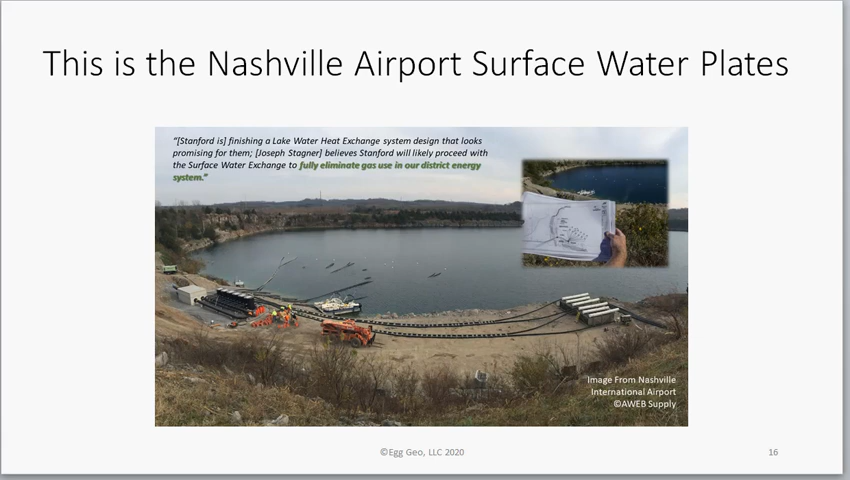 This is the Nashville Airport Surface Water Plates
“[Stanford is] finishing a Lake Water Heat Exchange system design that looks
promising for them; [Joseph Stagner] believes Stanford will likely proceed with
the Surface Water Exchange to fully eliminate gas use in our district energy
system.”
Image From Nashville
International Airport
©AWEB Supply
©Egg Geo, LLC 2020
16